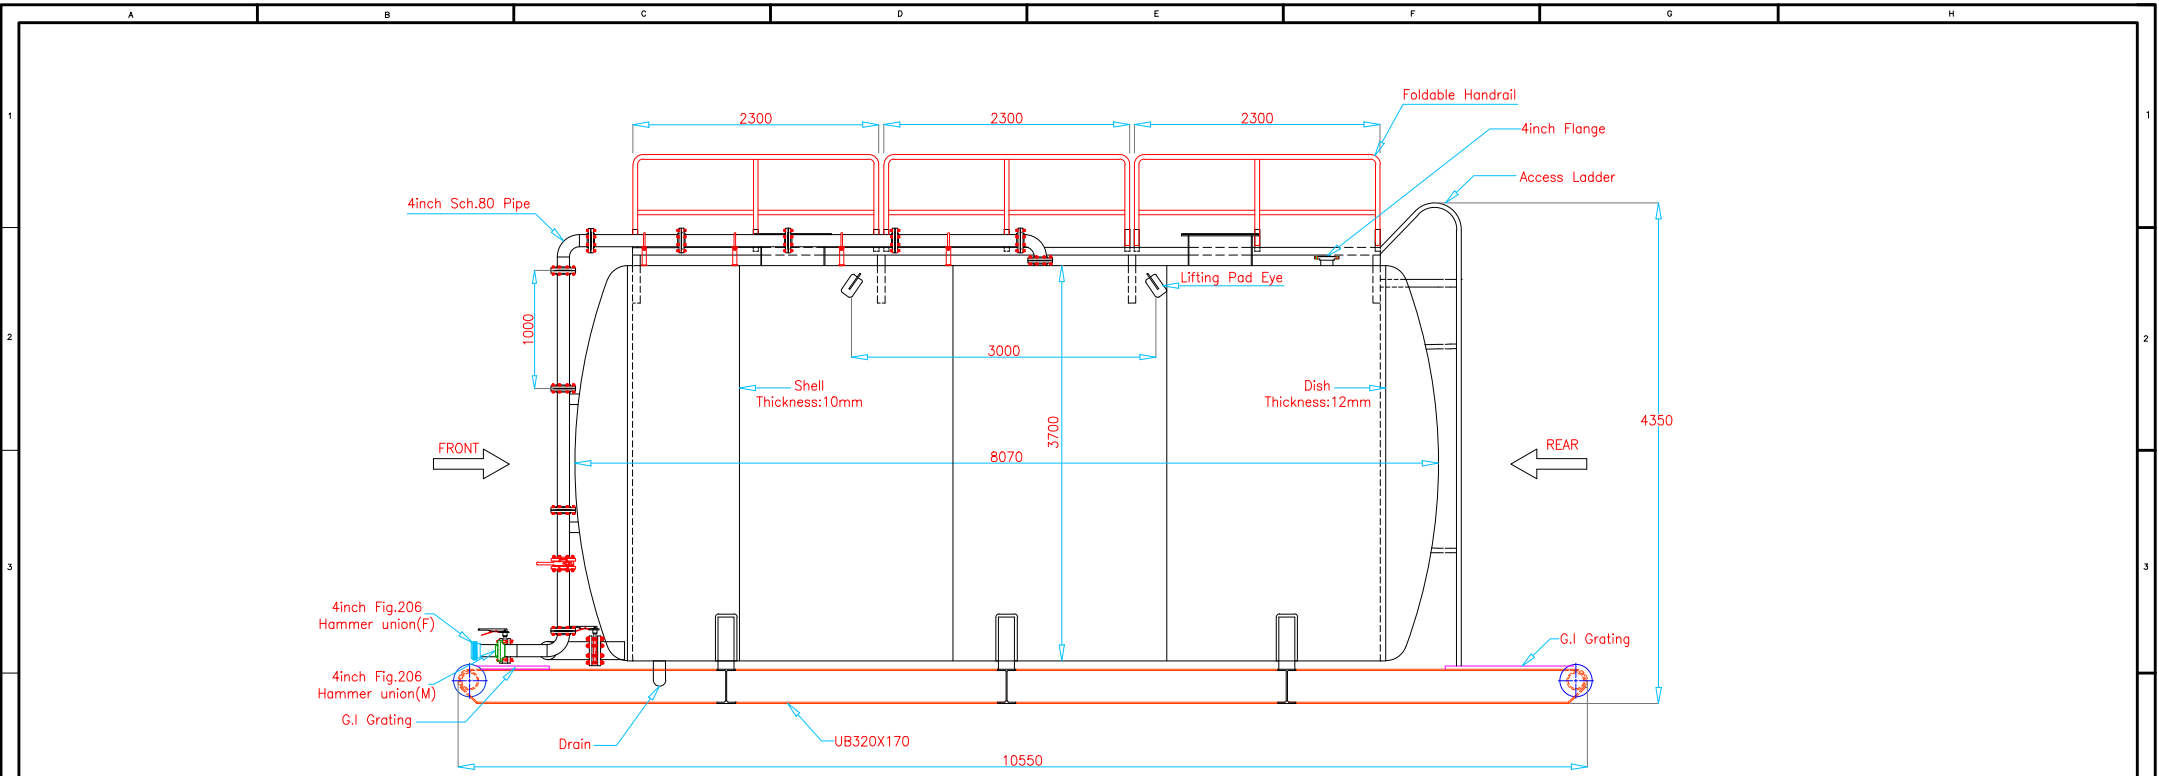 A B C D E F G H
1
1
Foldable Handrail
2300 2300 2300
4inch Flange
Access Ladder
4inch Sch.80 Pipe
Lifting Pad Eye
1000
2
2
3000
Shell
Thickness:10mm
Dish
Thickness:12mm
3700
4350
FRONT
REAR
8070
3
3
4inch Fig.206
Hammer union(F)
G.I Grating
4inch Fig.206
Hammer union(M)
G.I Grating
Drain
UB320X170
10550